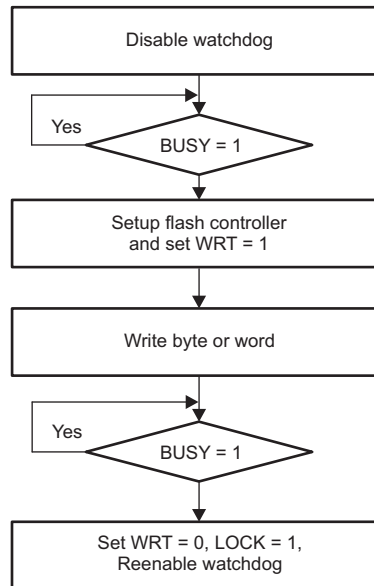 Disable watchdog
Yes
BUSY = 1
Setup flash controller
and set WRT = 1
Write byte or word
Yes
BUSY = 1
Set WRT = 0, LOCK = 1,
Reenable watchdog